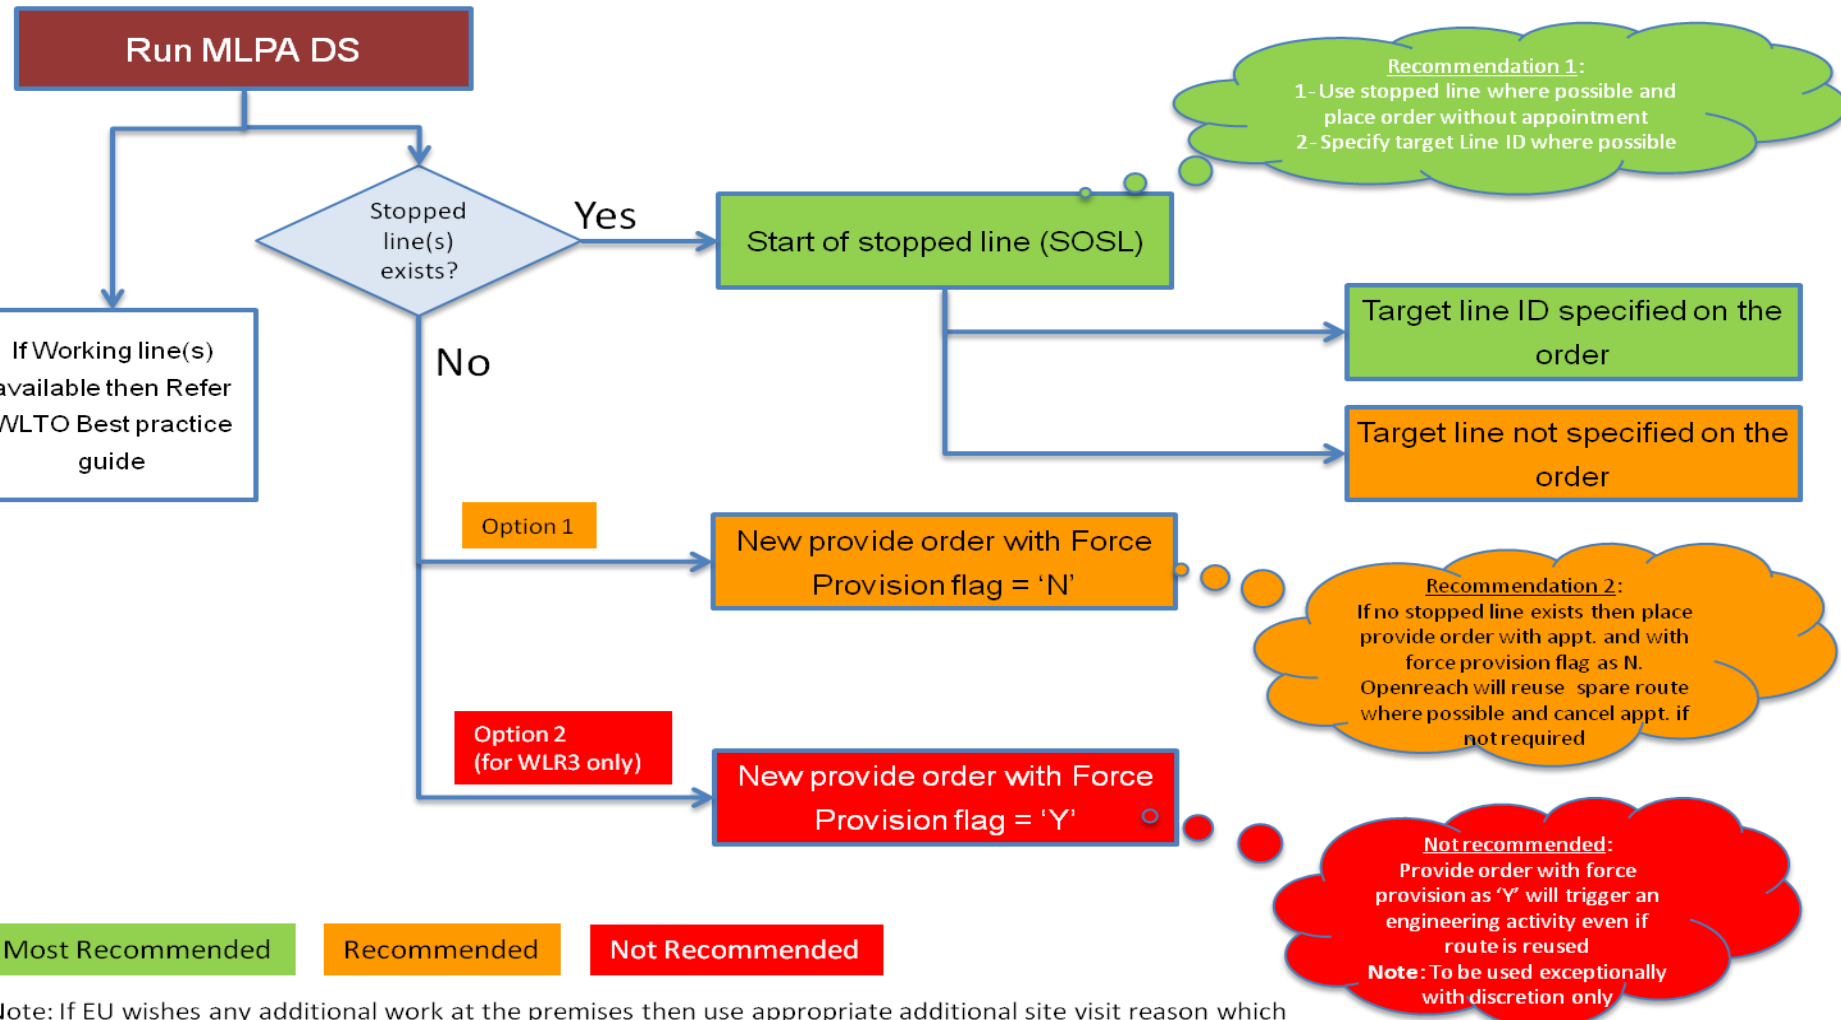 Run MLPA DS
Recommendation 1:
1- Use stopped line where possible and
place order without appointment
2- Specify target Line ID where possible
Stopped
line(s)
exists?
Yes
Start of stopped line (SOSL)
Target line ID specified on the
order
If Working line(s)
available then Refer
WLTO Best practice
guide
No
Target line not specified on the
order
Option 1
New provide order with Force
Provision flag = ‘N’
Recommendation 2:
If no stopped line exists then place
provide order with appt. and with
force provision flag as N.
Openreach will reuse spare route
where possible and cancel appt. if
not required
Option 2
(for WLR3 only)
New provide order with Force
Provision flag = ‘Y’
Not recommended:
Provide order with force
provision as ‘Y’ will trigger an
engineering activity even if
route is reused
Note: To be used exceptionally
with discretion only
Most Recommended
Recommended
Not Recommended
Note: If EU wishes any additional work at the premises then use appropriate additional site visit reason which